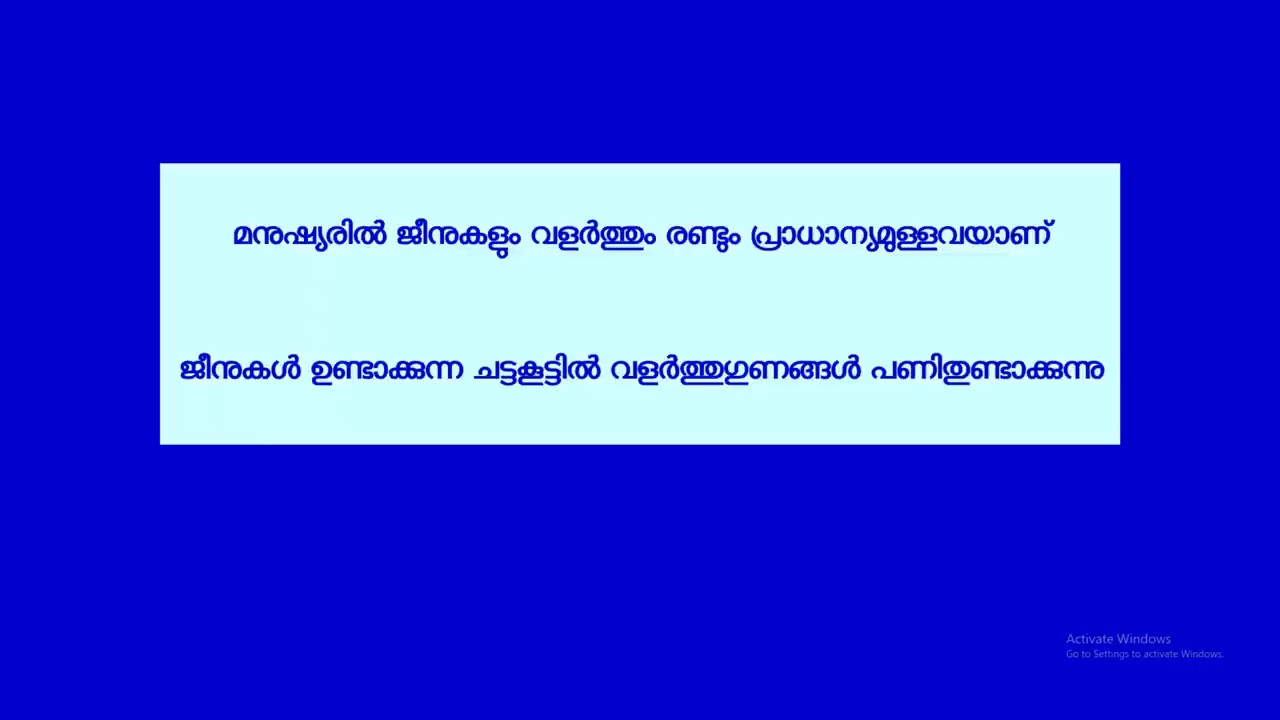 മനുഷ്യരിൽ ജീനുകളും വളർത്തും രണ്ടും പ്രാധാന്യമുള്ളവയാണ്
ജീനുകൾ ഉണ്ടാക്കുന്ന ചട്ടകൂട്ടിൽ വളർത്തുഗുണങ്ങൾ പണിതുണ്ടാക്കുന്നു
Activate Windows
Go to Settings to activate Windows.